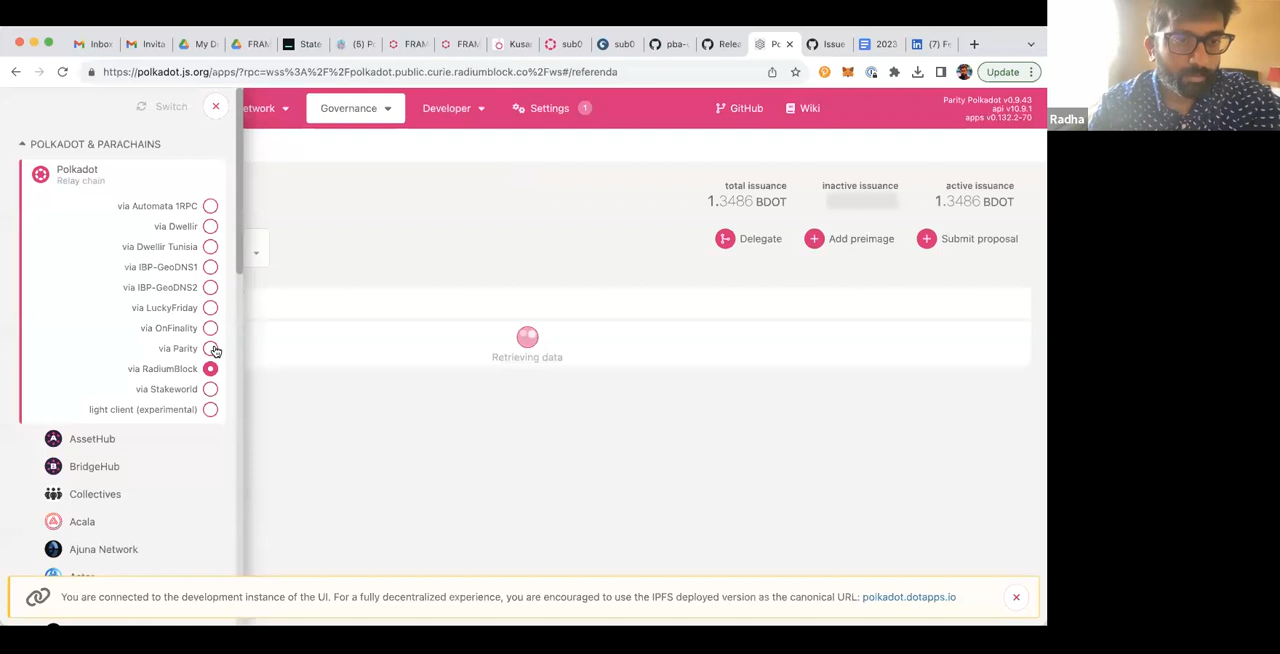 Inbox
Invita
My D
FRAM
State
(5) P
FRAM
FRAM
Kusar
sub0
sub0
pba-
Relea
Po
Issue
2023
(7) F
https://polkadot.js.org/apps/?rpc=wss%3A%2F%2Fpolkadot.public.curie.radiumblock.co%2Fws#/referenda
Update
Radha
Switch
etwork
Governance
Developer
Settings
1
GitHub
Wiki
Parity Polkadot v0.9.43
api v10.9.1
apps v0.132.2-70
POLKADOT & PARACHAINS
Polkadot
Relay chain
via Automata 1RPC
via Dwellir
via Dwellir Tunisia
via IBP-GeoDNS1
via IBP-GeoDNS2
via LuckyFriday
via OnFinality
via Parity
via RadiumBlock
via Stakeworld
light client (experimental)
AssetHub
BridgeHub
Collectives
Acala
Ajuna Network
total issuance
1.3486 BDOT
inactive issuance
active issuance
1.3486 BDOT
Delegate
Add preimage
Submit proposal
Retrieving data
You are connected to the development instance of the UI. For a fully decentralized experience, you are encouraged to use the IPFS deployed version as the canonical URL: polkadot.dotapps.io